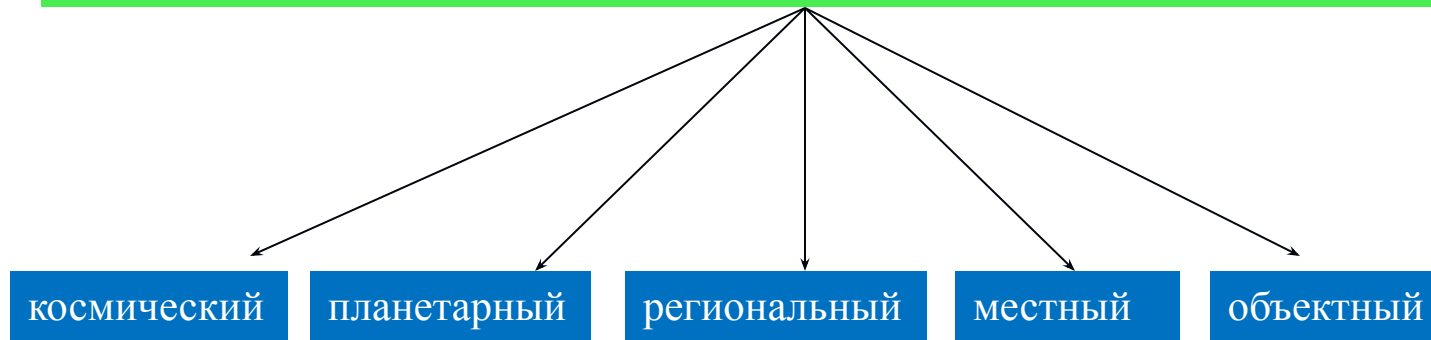 космический планетарный региональный местный объектный